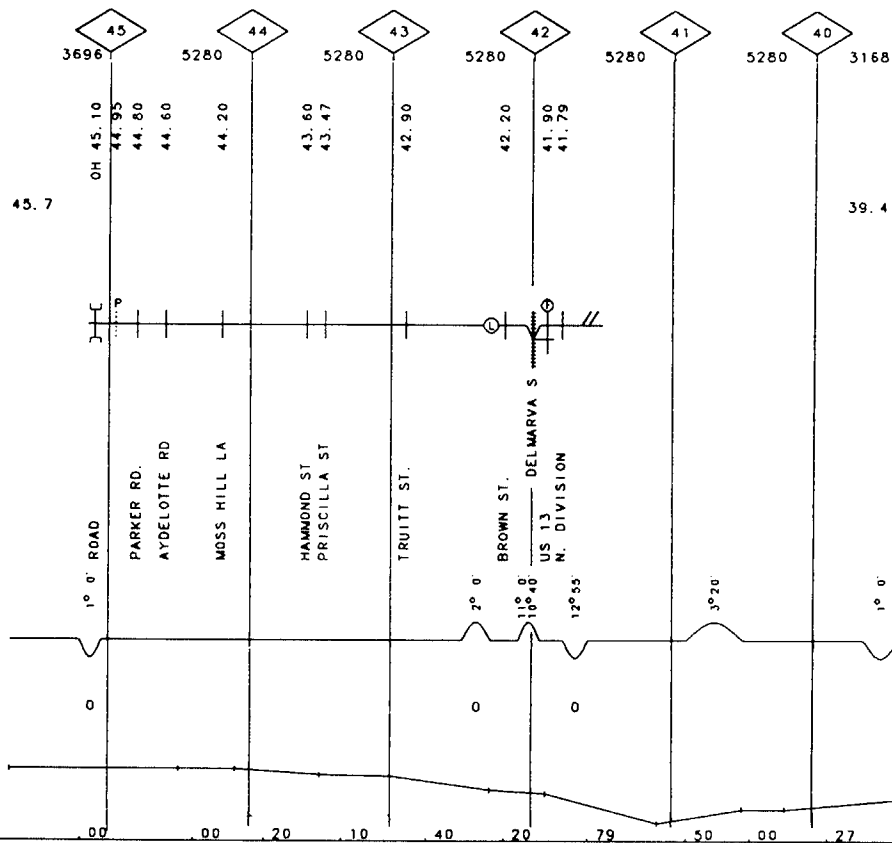 45 44 43 42 41 40
3696 5280 5280 5280 5280 5280 3168
OH 45.10
44.95
44.80
44.60
44.20
43.60
43.47
42.90
42.20
41.90
41.79
45.7
39.4
P
L
ROAD
PARKER RD.
AYDELOTTE RD
MOSS HILL LA
HAMMOND ST
PRISCILLA ST
TRUITT ST.
BROWN ST.
DELMARVA S
US 13
N. DIVISION
1° 0'
2° 0'
11° 0'
10°40'
12°55'
3°20'
1° 0'
0 0 0
.00 .00 .20 .10 .40 .20 .79 .50 .00 .27